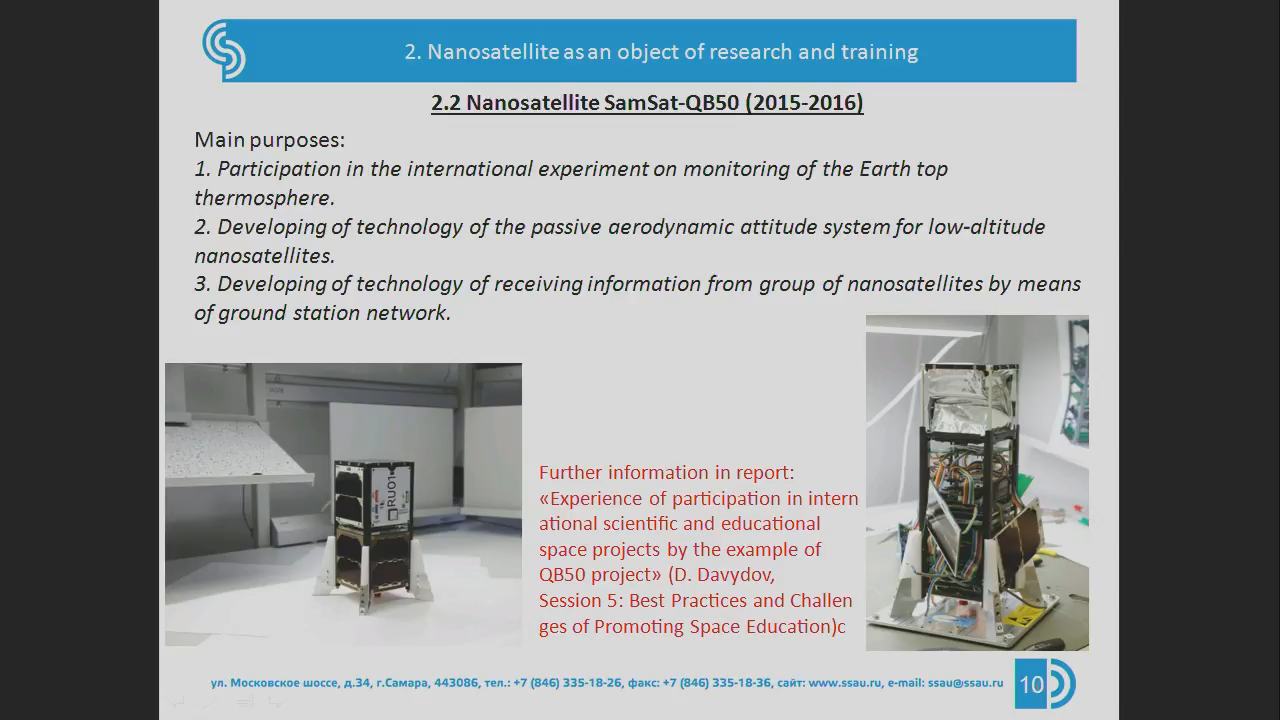 2. Nanosatellite as an object of research and training
2.2 Nanosatellite SamSat-QB50 (2015-2016)
Main purposes:
1. Participation in the international experiment on monitoring of the Earth top
thermosphere.
2. Developing of technology of the passive aerodynamic attitude system for low-altitude
nanosatellites.
3. Developing of technology of receiving information from group of nanosatellites by means
of ground station network.
RU01
Further information in report:
«Experience of participation in intern
ational scientific and educational
space projects by the example of
QB50 project» (D. Davydov,
Session 5: Best Practices and Challen
ges of Promoting Space Education)c
ул. Московское шоссе, д.34, г.Самара, 443086, тел.: +7 (846) 335-18-26, факс: +7 (846) 335-18-36, сайт: www.ssau.ru, e-mail: ssau@ssau.ru
10